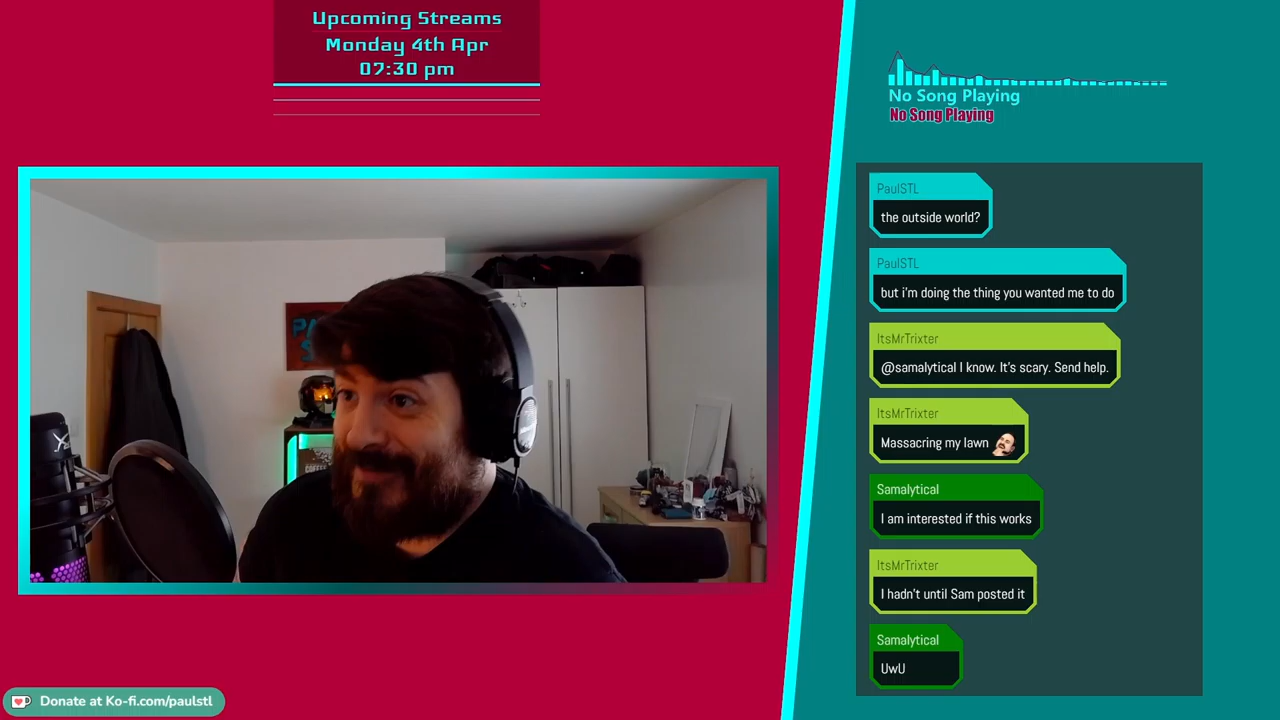 Upcoming Streams
Monday 4th Apr
07:30 pm
No Song Playing
No Song Playing
PaulSTL
the outside world?
PaulSTL
but i'm doing the thing you wanted me to do
ItsMrTrixter
@samalytical I know. It's scary. Send help.
ItsMrTrixter
Massacring my lawn
Samalytical
I am interested if this works
ItsMrTrixter
I hadn't until Sam posted it
Samalytical
UwU
COFFEE
Donate at Ko-fi.com/paulstl